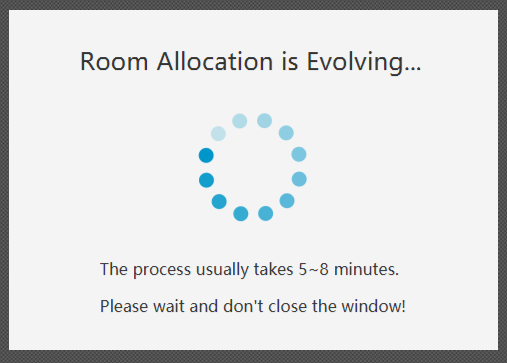 Room Allocation is Evolving...
The process usually takes 5~8 minutes.
Please wait and don't close the window!